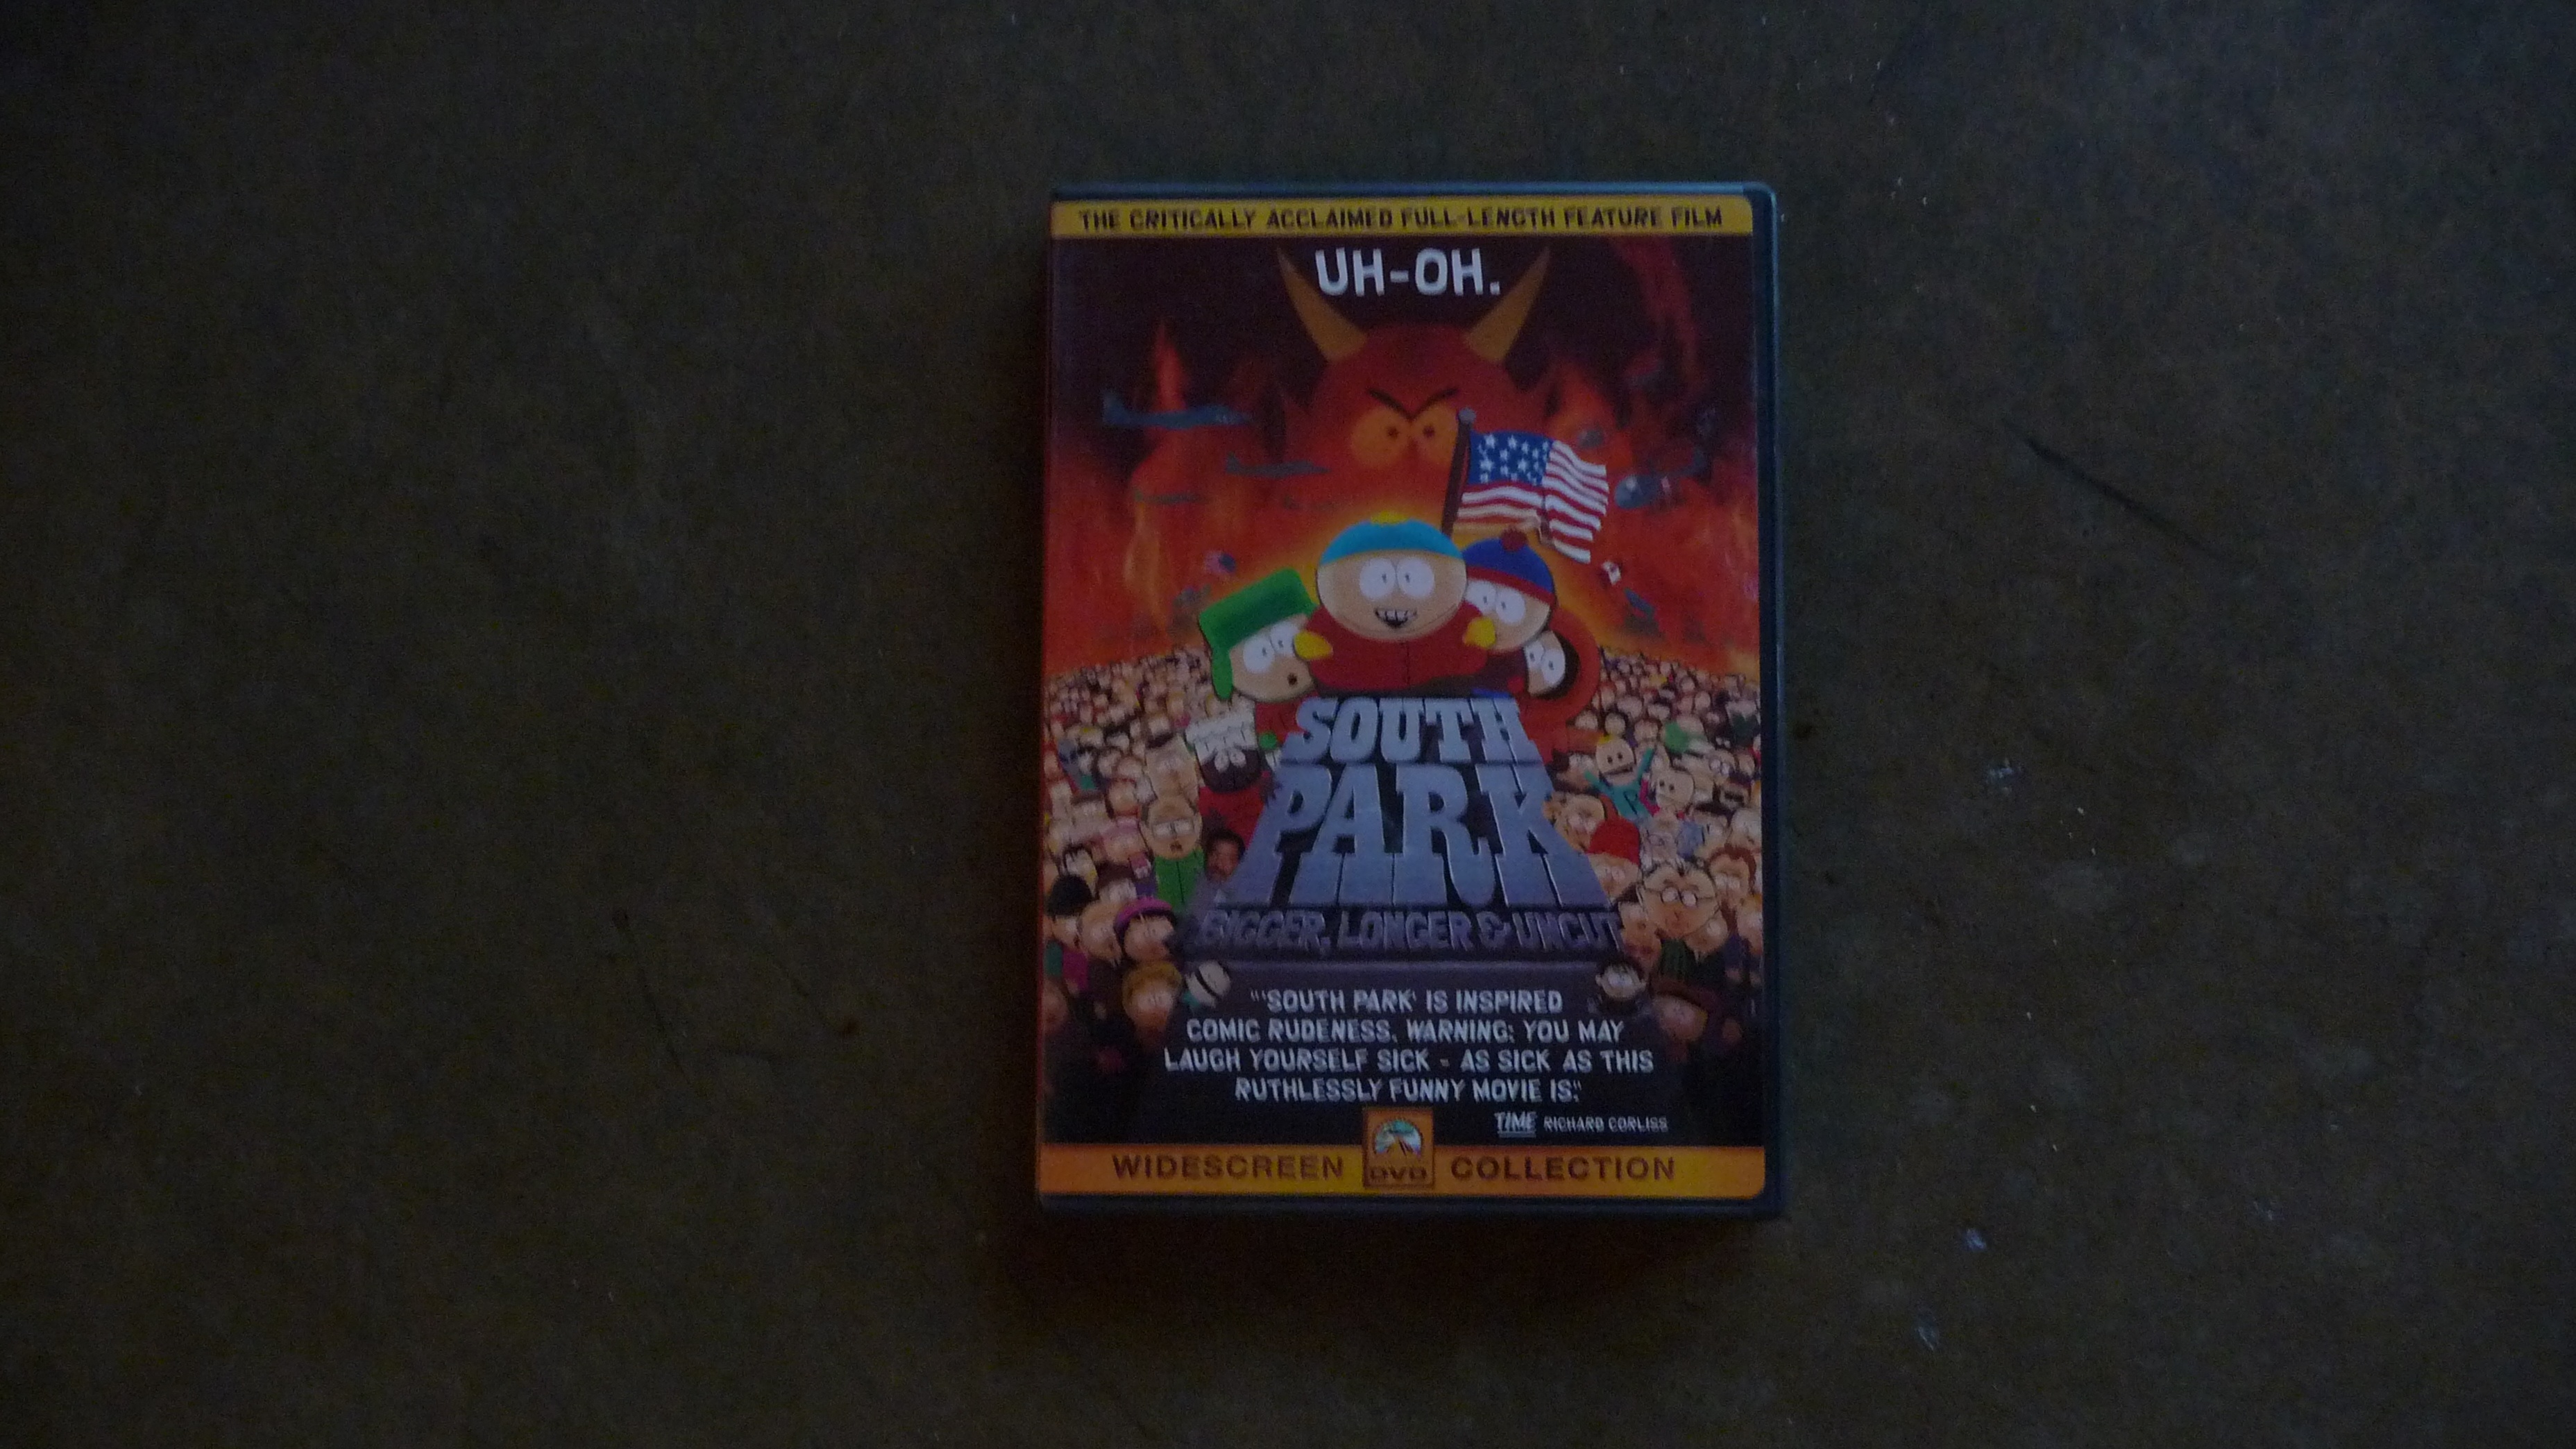 THE CRITICALLY ACCLAIMED FULL-LENGTH FEATURE FILM
UH-OH.
SOUTH
PARK
BIGGER, LONGER & UNCUT
"'SOUTH PARK' IS INSPIRED
COMIC RUDENESS. WARNING: YOU MAY
LAUGH YOURSELF SICK - AS SICK AS THIS
RUTHLESSLY FUNNY MOVIE IS."
TIME RICHARD CORLISS
WIDESCREEN DVD COLLECTION